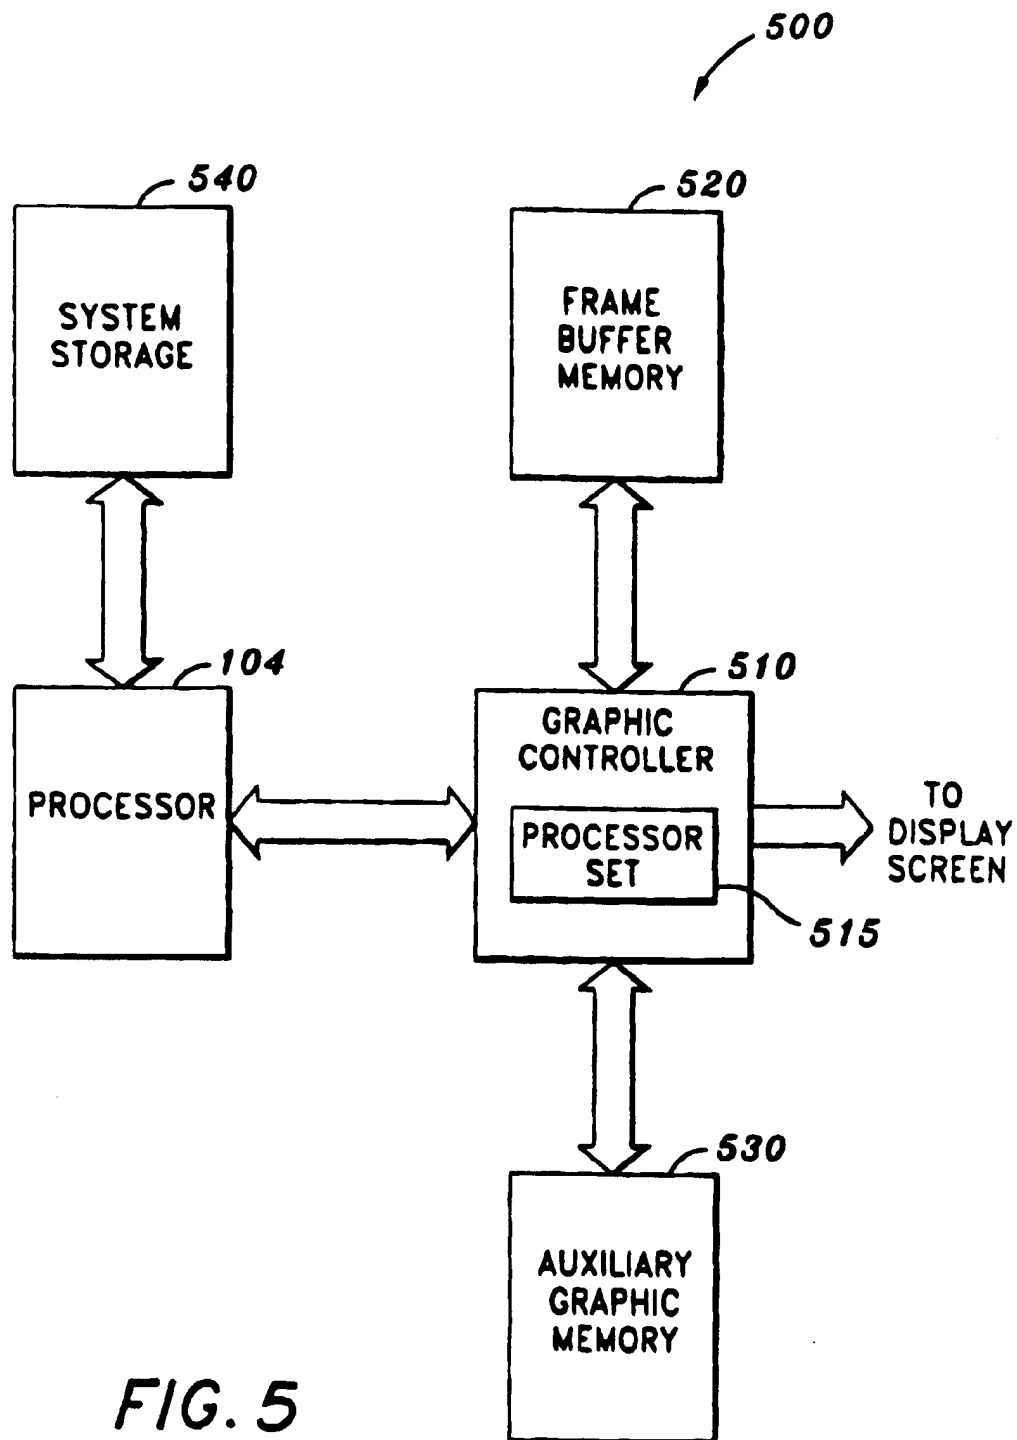 500
540
520
SYSTEM
STORAGE
FRAME
BUFFER
MEMORY
104
510
PROCESSOR
GRAPHIC
CONTROLLER
PROCESSOR
SET
515
TO
DISPLAY
SCREEN
530
AUXILIARY
GRAPHIC
MEMORY
FIG. 5